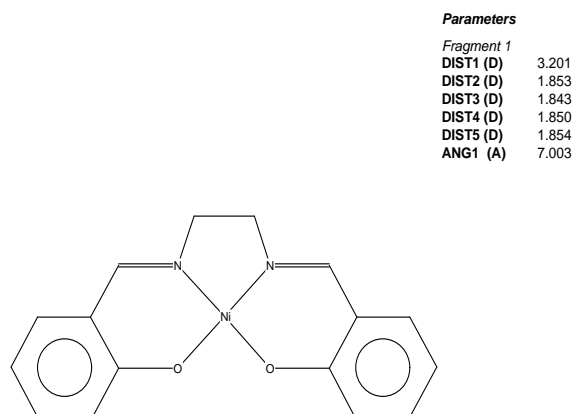 Parameters
Fragment 1
DIST1 (D) 3.201
DIST2 (D) 1.853
DIST3 (D) 1.843
DIST4 (D) 1.850
DIST5 (D) 1.854
ANG1 (A) 7.003
N N
Ni
O O